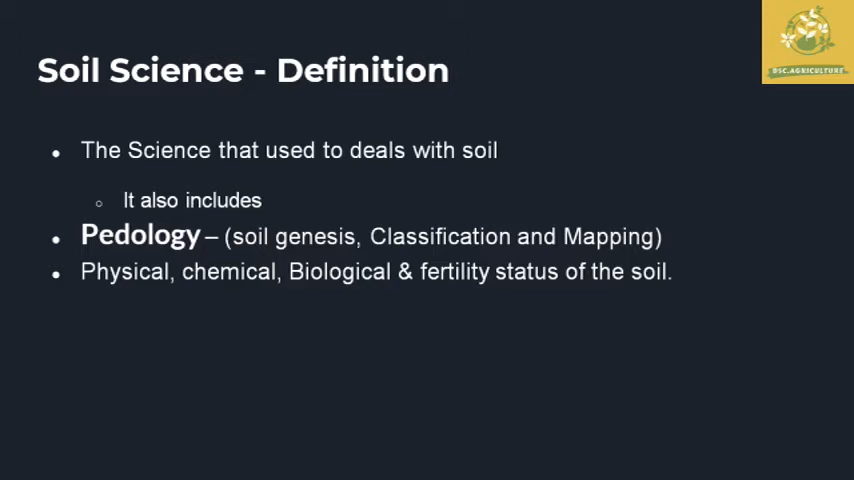 BSC.AGRICULTURE
Soil Science - Definition
The Science that used to deals with soil
It also includes
Pedology – (soil genesis, Classification and Mapping)
Physical, chemical, Biological & fertility status of the soil.